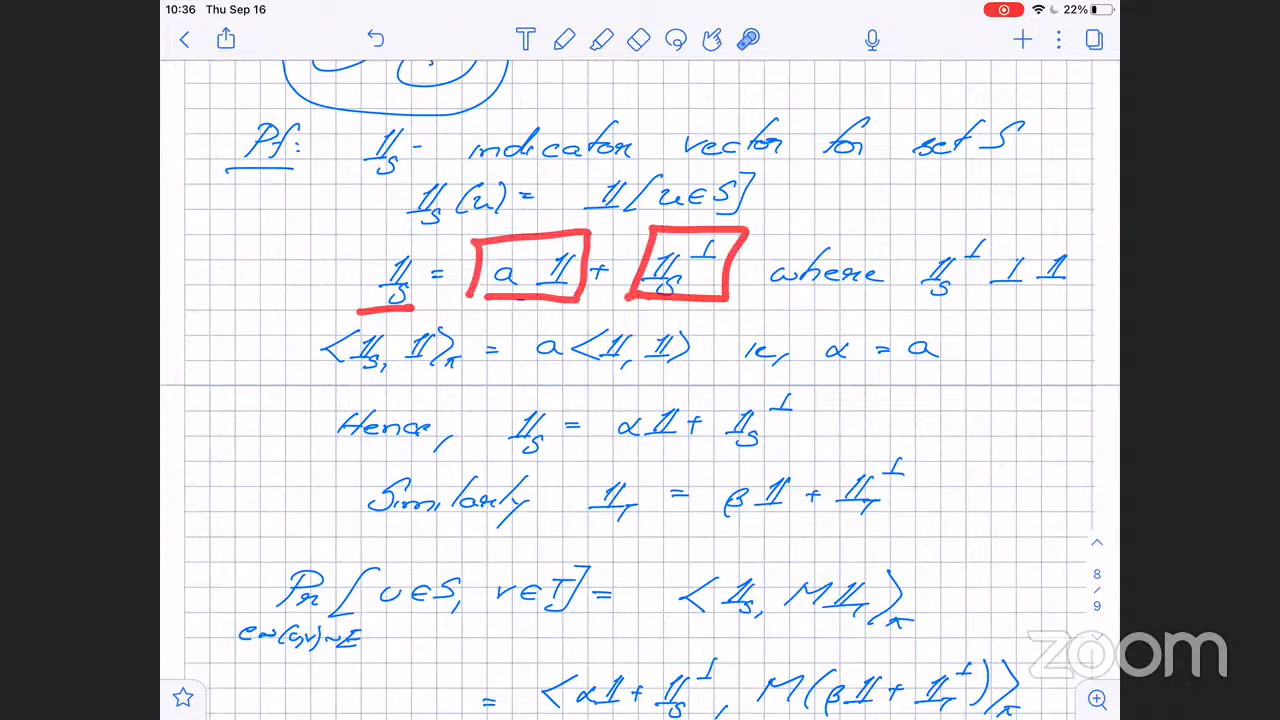 10:36 Thu Sep 16
22%
Pf: 𝟙_S - indicator vector for set S
𝟙_S (u) = 𝟙[u∈S]
𝟙_S = a 𝟙 + 𝟙_S^⊥ where 𝟙_S^⊥ ⊥ 𝟙
⟨𝟙_S, 𝟙⟩_π = a⟨𝟙, 𝟙⟩ ie, α = a
Hence, 𝟙_S = α𝟙 + 𝟙_S^⊥
Similarly 𝟙_T = β𝟙 + 𝟙_T^⊥
Pr [u∈S, v∈T] = ⟨𝟙_S, M𝟙_T⟩_π
e~(u,v)~E
= ⟨α𝟙 + 𝟙_S^⊥, M(β𝟙 + 𝟙_T^⊥)⟩_π
8
/
9
zoom